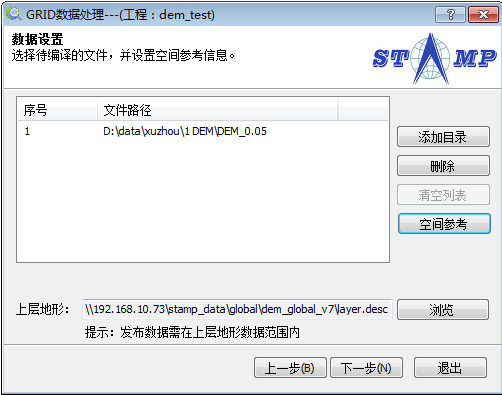 GRID数据处理---(工程：dem_test)
数据设置
选择待编译的文件，并设置空间参考信息。
STAMP
序号 文件路径
1 D:\data\xuzhou\1DEM\DEM_0.05
添加目录
删除
清空列表
空间参考
上层地形： \\192.168.10.73\stamp_data\global\dem_global_v7\layer.desc 浏览
提示：发布数据需在上层地形数据范围内
上一步(B) 下一步(N) 退出